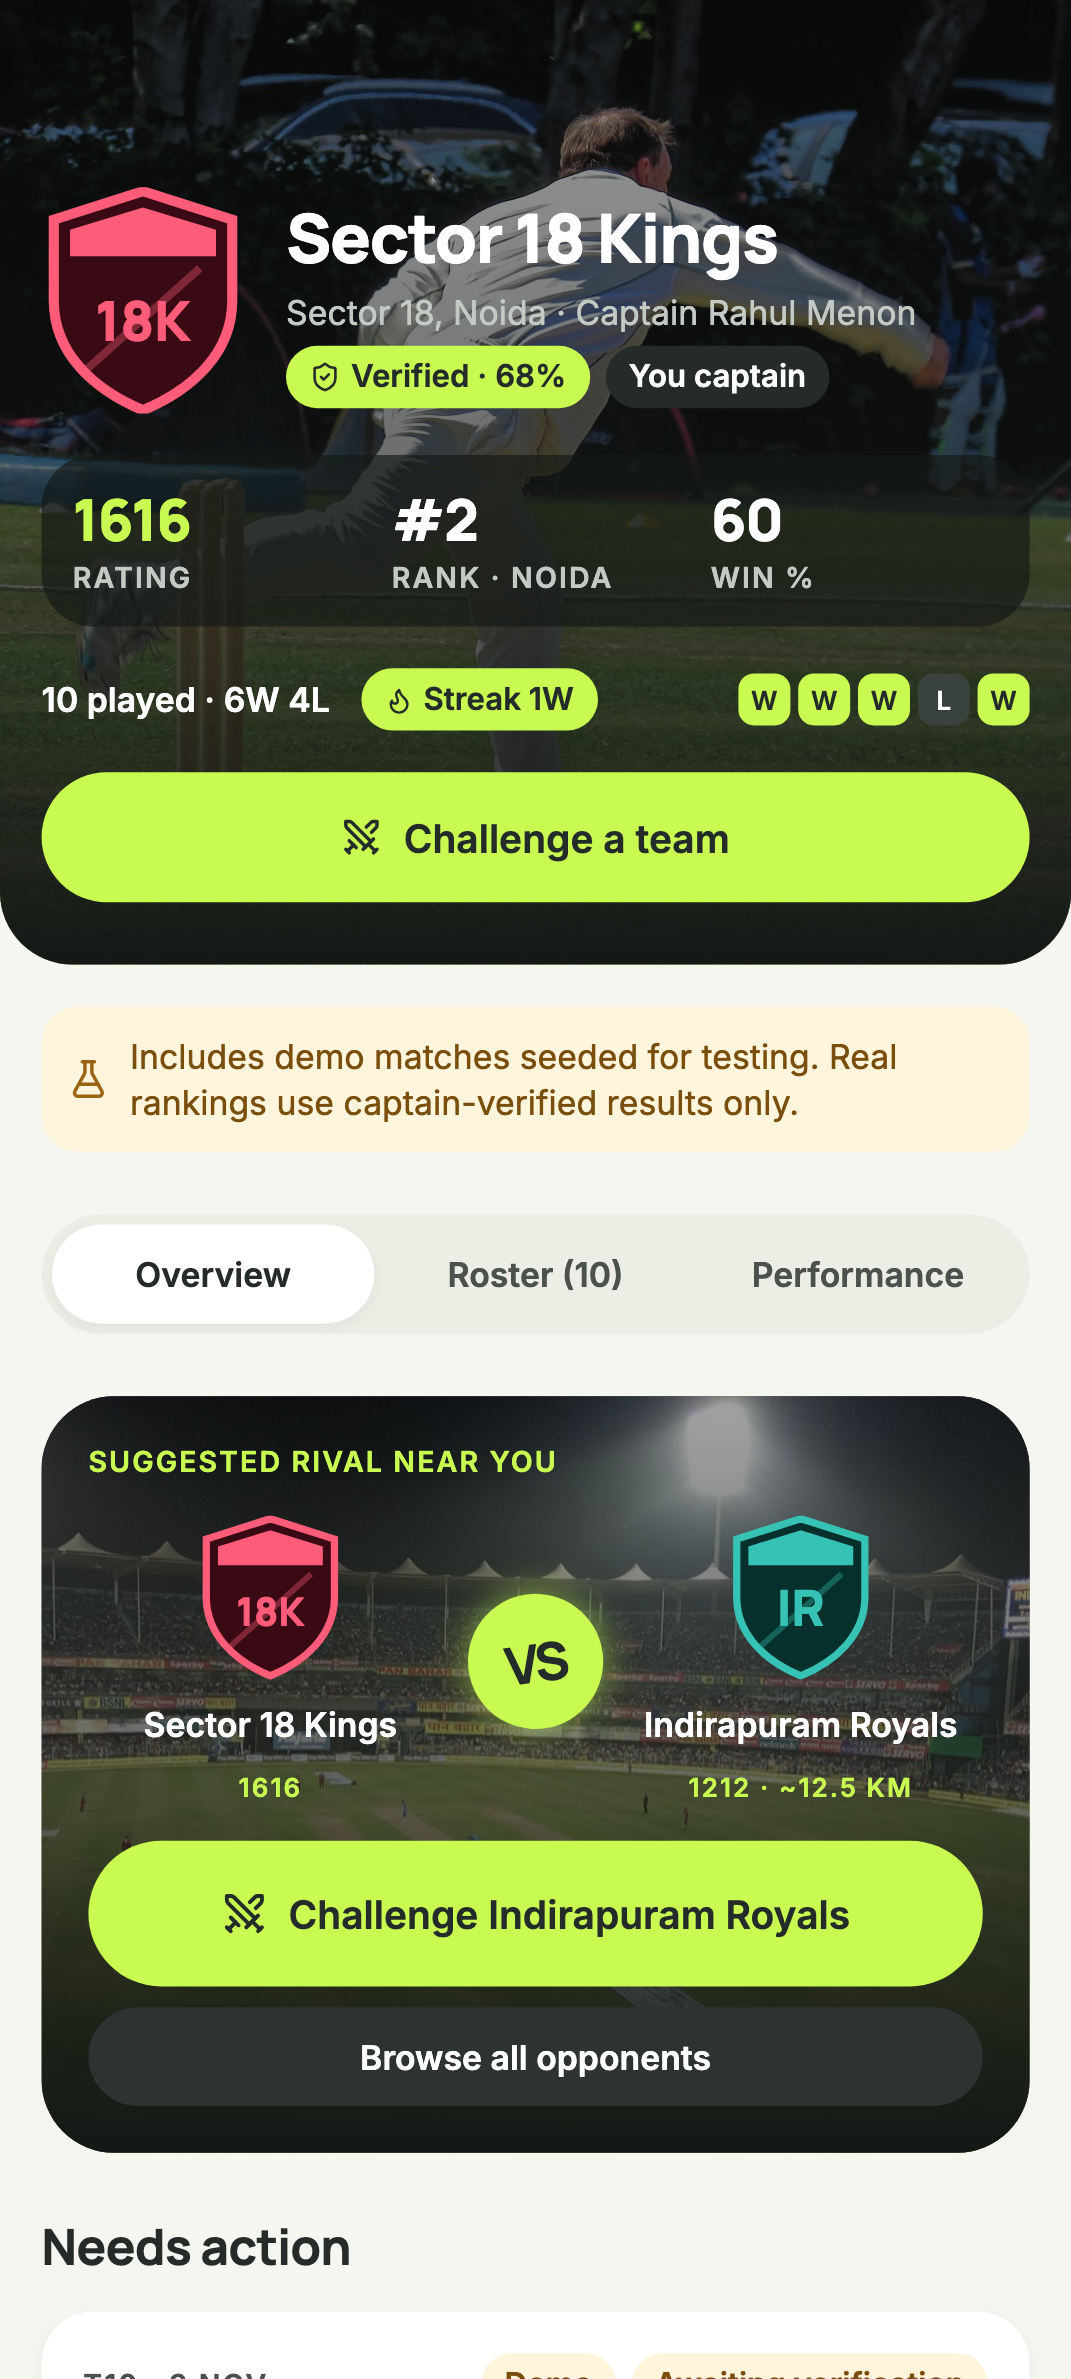 18K
Sector 18 Kings
Sector 18, Noida · Captain Rahul Menon
Verified · 68%
You captain
1616
#2
60
RATING
RANK · NOIDA
WIN %
10 played · 6W 4L
Streak 1W
W W W L W
Challenge a team
Includes demo matches seeded for testing. Real
rankings use captain-verified results only.
Overview
Roster (10)
Performance
SUGGESTED RIVAL NEAR YOU
18K
IR
VS
Sector 18 Kings
Indirapuram Royals
1616
1212 · ~12.5 KM
Challenge Indirapuram Royals
Browse all opponents
Needs action
Demo
Awaiting verification